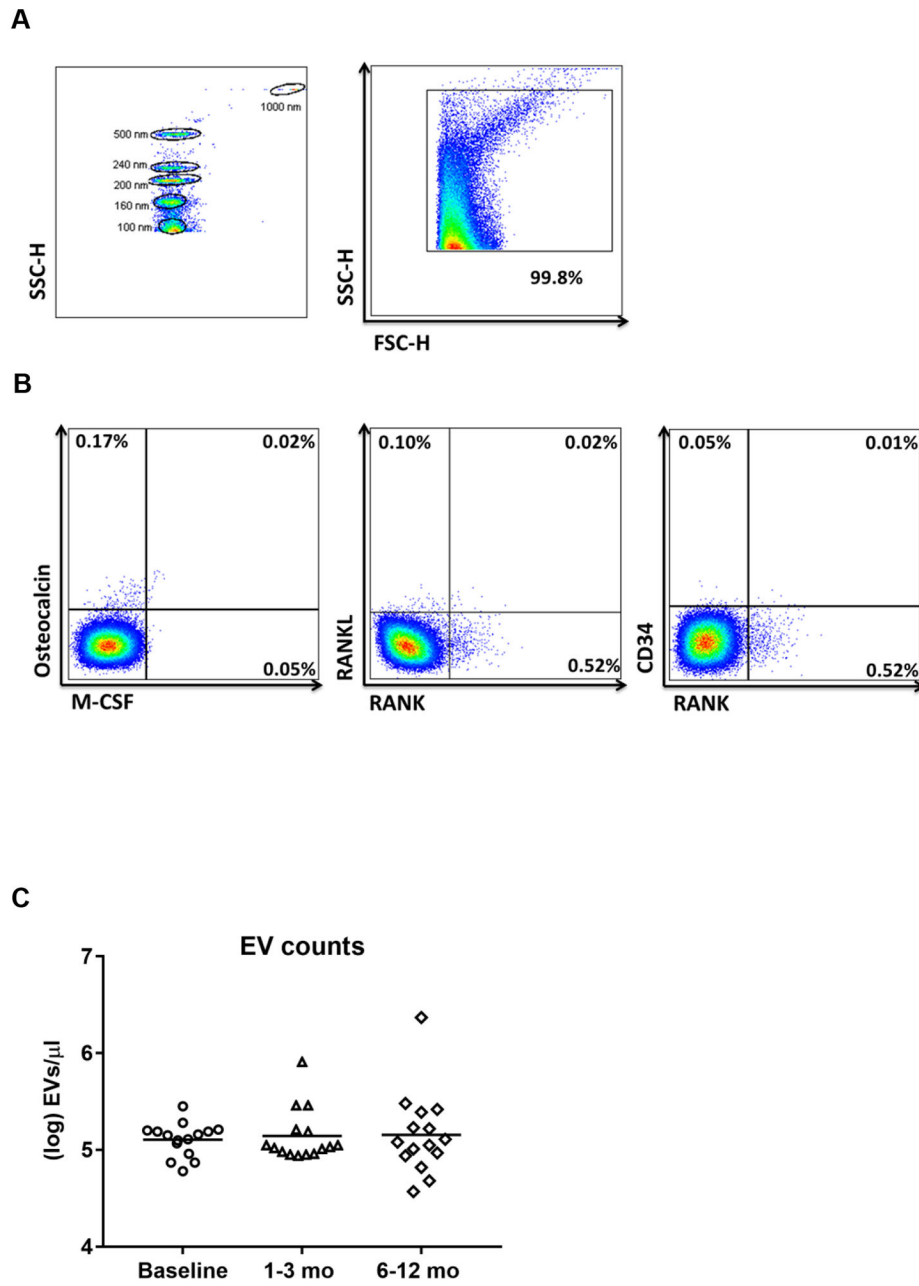 A
1000 nm
500 nm
240 nm
200 nm
160 nm
100 nm
SSC-H
SSC-H
99.8%
FSC-H
B
0.17%
0.02%
Osteocalcin
0.05%
M-CSF
0.10%
0.02%
RANKL
0.52%
RANK
0.05%
0.01%
CD34
0.52%
RANK
C
EV counts
7
6
5
4
(log) EVs/µl
Baseline
1-3 mo
6-12 mo